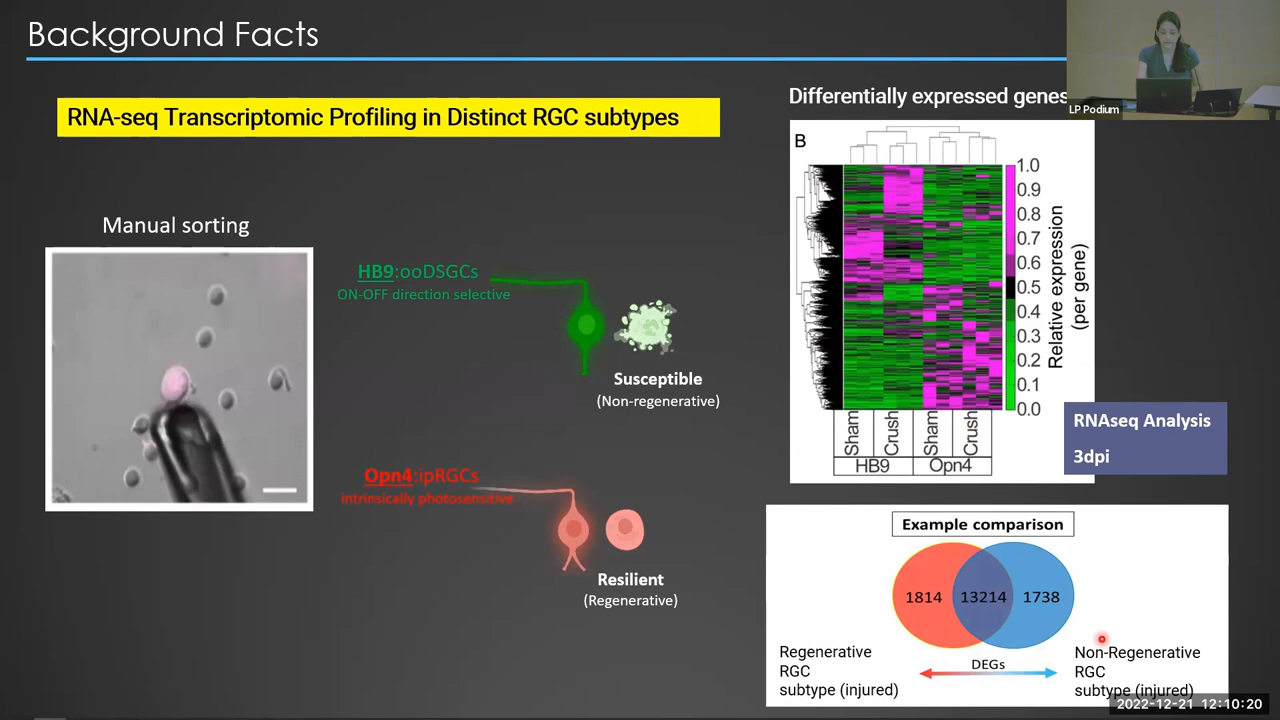 Background Facts
LP Podium
RNA-seq Transcriptomic Profiling in Distinct RGC subtypes
Manual sorting
HB9:ooDSGCs
ON-OFF direction selective
Susceptible
(Non-regenerative)
Opn4:ipRGCs
intrinsically photosensitive
Resilient
(Regenerative)
Differentially expressed genes
B
1.0
0.9
0.8
0.7
0.6
0.5
0.4
0.3
0.2
0.1
0.0
Relative expression
(per gene)
Sham Crush Sham Crush
HB9 Opn4
RNAseq Analysis
3dpi
Example comparison
1814 13214 1738
Regenerative
RGC
subtype (injured)
DEGs
Non-Regenerative
RGC
subtype (injured)
2022-12-21 12:10:20